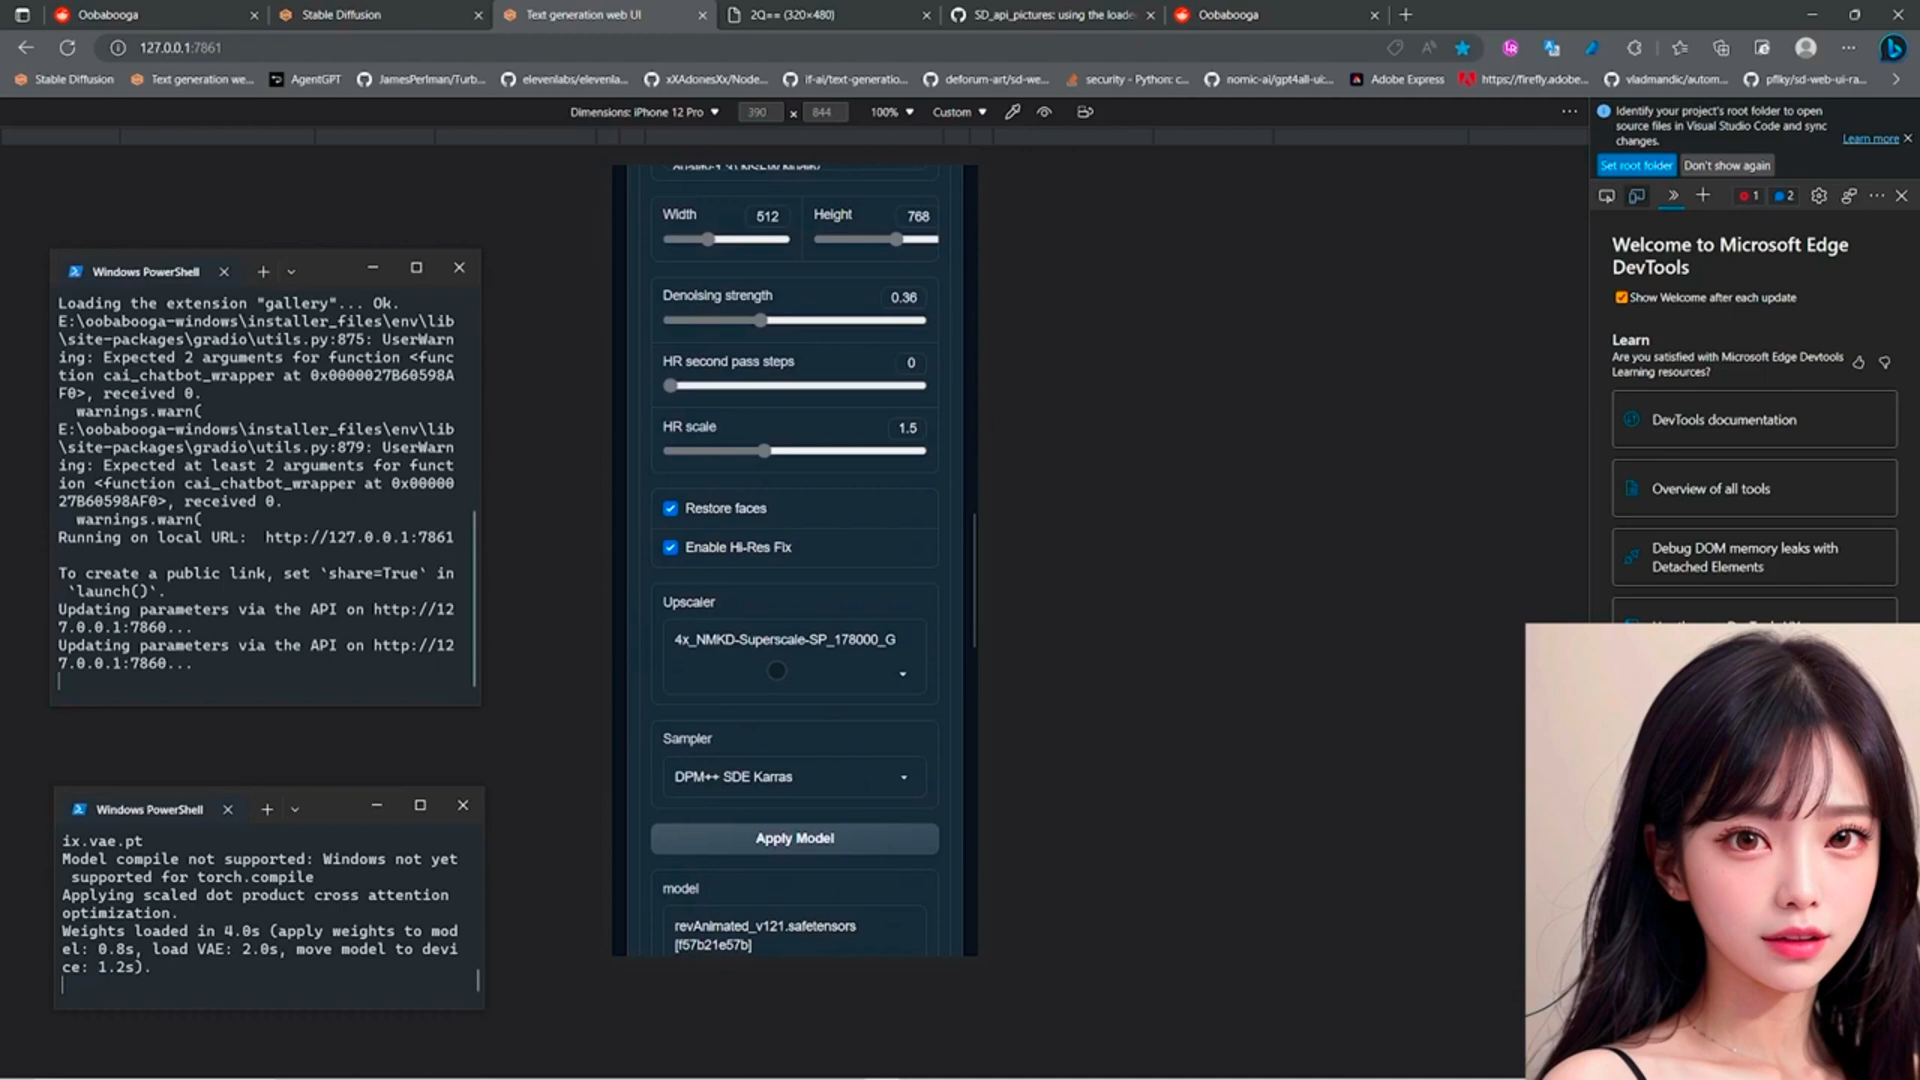 Oobabooga
Stable Diffusion
Text generation web UI
2Q== (320×480)
SD_api_pictures: using the loade
Oobabooga
127.0.0.1:7861
Stable Diffusion
Text generation we...
AgentGPT
JamesPerlman/Turb...
elevenlabs/elevenla...
xXAdonesXx/Node...
if-ai/text-generatio...
deforum-art/sd-we...
security - Python: c...
nomic-ai/gpt4all-ui:...
Adobe Express
https://firefly.adobe...
vladmandic/autom...
pfiky/sd-web-ui-ra...
Dimensions: iPhone 12 Pro
390
x
844
100%
Custom
Identify your project's root folder to open
source files in Visual Studio Code and sync
changes.
Learn more
Set root folder
Don't show again
1
2
Welcome to Microsoft Edge
DevTools
Show Welcome after each update
Learn
Are you satisfied with Microsoft Edge Devtools
Learning resources?
DevTools documentation
Overview of all tools
Debug DOM memory leaks with
Detached Elements
Windows PowerShell
Loading the extension "gallery"... Ok.
E:\oobabooga-windows\installer_files\env\lib
\site-packages\gradio\utils.py:875: UserWarn
ing: Expected 2 arguments for function <func
tion cai_chatbot_wrapper at 0x0000027B60598A
F0>, received 0.
warnings.warn(
E:\oobabooga-windows\installer_files\env\lib
\site-packages\gradio\utils.py:879: UserWarn
ing: Expected at least 2 arguments for funct
ion <function cai_chatbot_wrapper at 0x00000
27B60598AF0>, received 0.
warnings.warn(
Running on local URL:  http://127.0.0.1:7861
To create a public link, set `share=True` in
`launch()`.
Updating parameters via the API on http://12
7.0.0.1:7860...
Updating parameters via the API on http://12
7.0.0.1:7860...
Windows PowerShell
ix.vae.pt
Model compile not supported: Windows not yet
supported for torch.compile
Applying scaled dot product cross attention
optimization.
Weights loaded in 4.0s (apply weights to mod
el: 0.8s, load VAE: 2.0s, move model to devi
ce: 1.2s).
Width
512
Height
768
Denoising strength
0.36
HR second pass steps
0
HR scale
1.5
Restore faces
Enable Hi-Res Fix
Upscaler
4x_NMKD-Superscale-SP_178000_G
Sampler
DPM++ SDE Karras
Apply Model
model
revAnimated_v121.safetensors
[f57b21e57b]